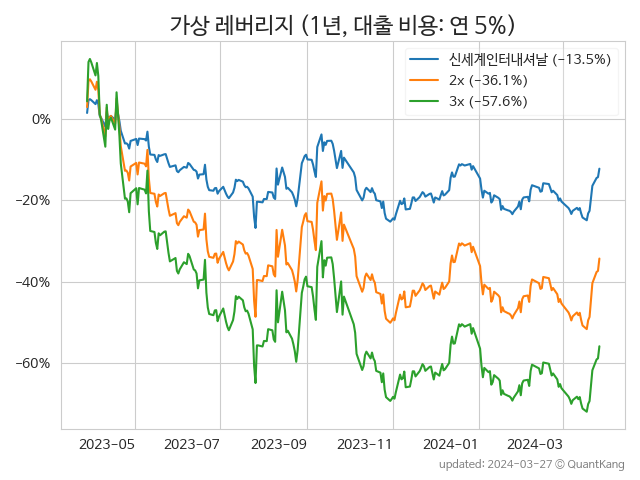 가상 레버리지 (1년, 대출 비용: 연 5%)
신세계인터내셔날 (−13.5%)
2x (−36.1%)
3x (−57.6%)
0%
−20%
−40%
−60%
2023-05 2023-07 2023-09 2023-11 2024-01 2024-03
updated: 2024-03-27 © QuantKang